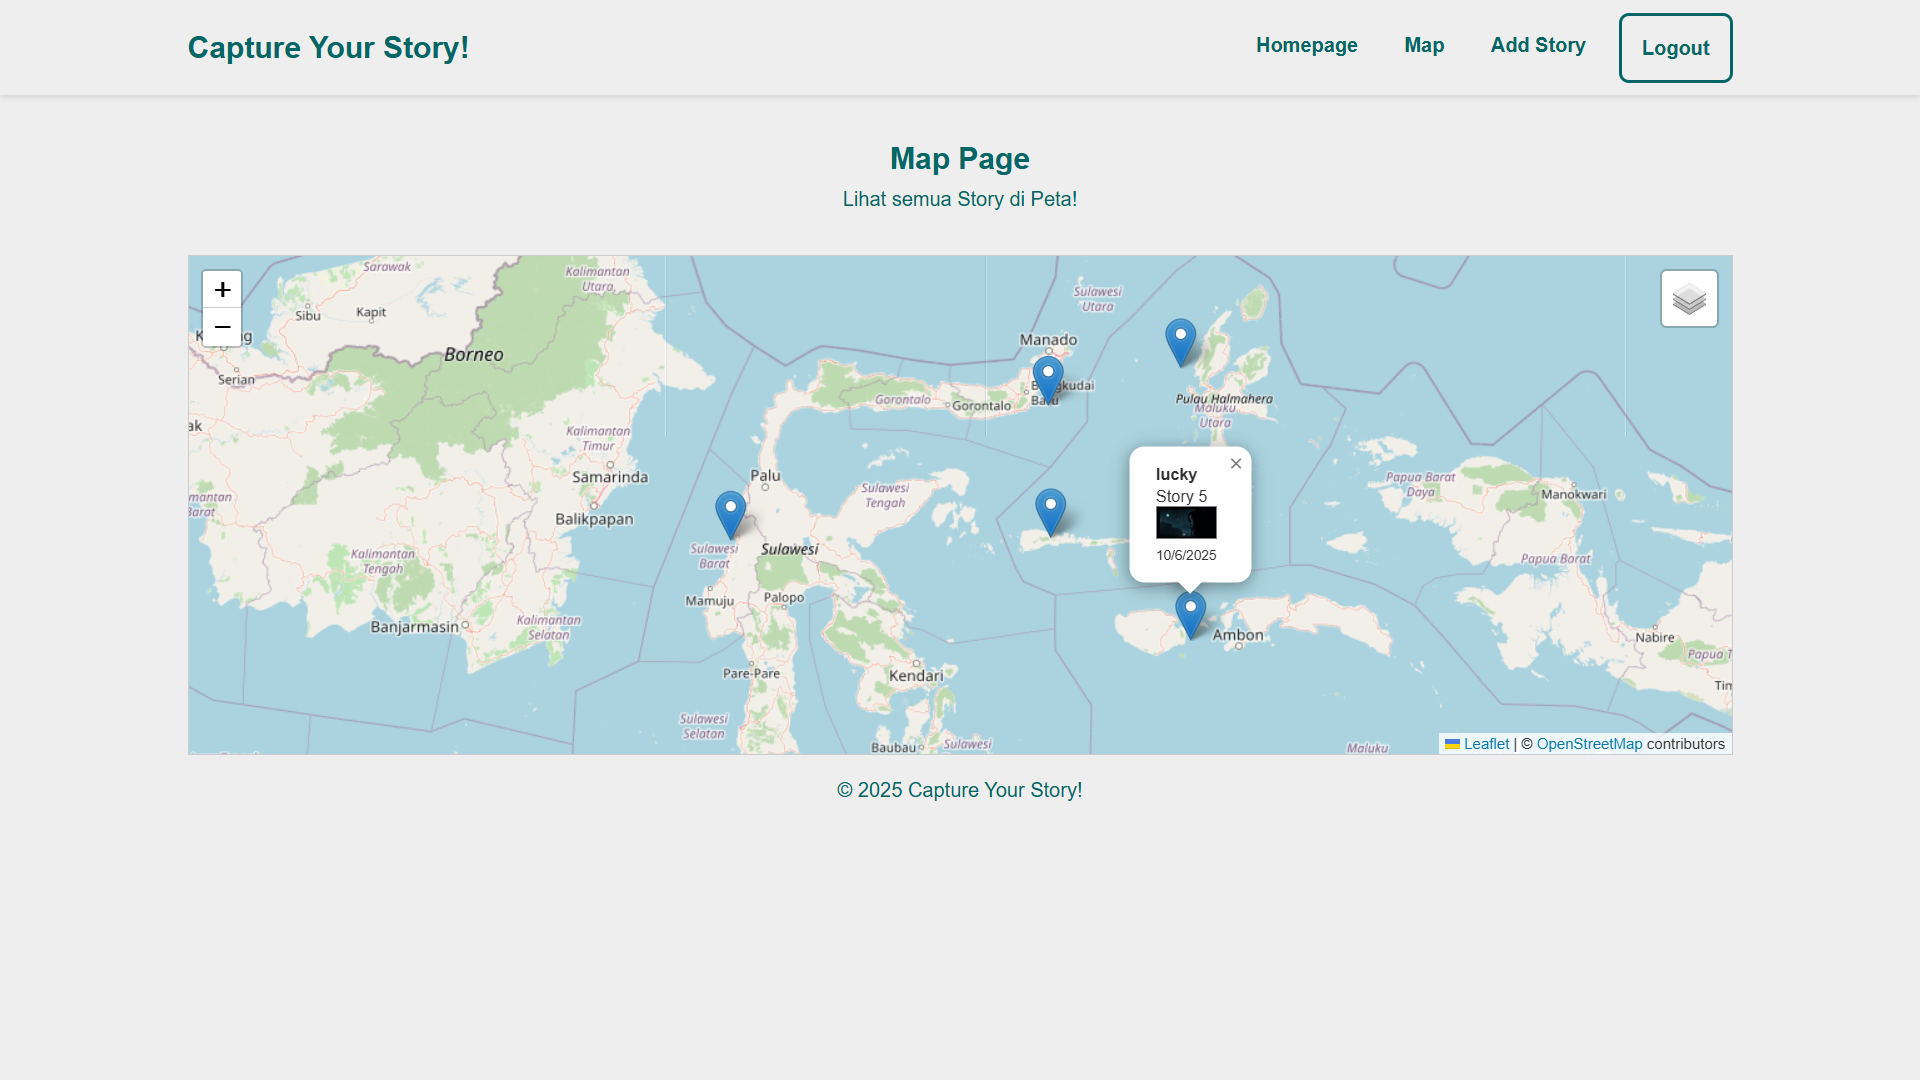 Capture Your Story!
Homepage
Map
Add Story
Logout
Map Page
Lihat semua Story di Peta!
+
−
Sarawak
Kalimantan
Utara
Sulawesi
Utara
Sibu
Kapit
Manado
Borneo
Serian
Gorontalo
Gorontalo
Baru
Pulau Halmahera
Maluku
Utara
Kalimantan
Timur
Samarinda
Palu
lucky
×
Story 5
10/6/2025
Sulawesi
Tengah
Papua Barat
Daya
Manokwari
Balikpapan
Kalimantan
Tengah
Sulawesi
Barat
Sulawesi
Papua Barat
Mamuju
Palopo
Banjarmasin
Kalimantan
Selatan
Ambon
Nabire
Pare-Pare
Kendari
Sulawesi
Selatan
Baubau
Sulawesi
Maluku
Leaflet | © OpenStreetMap contributors
© 2025 Capture Your Story!